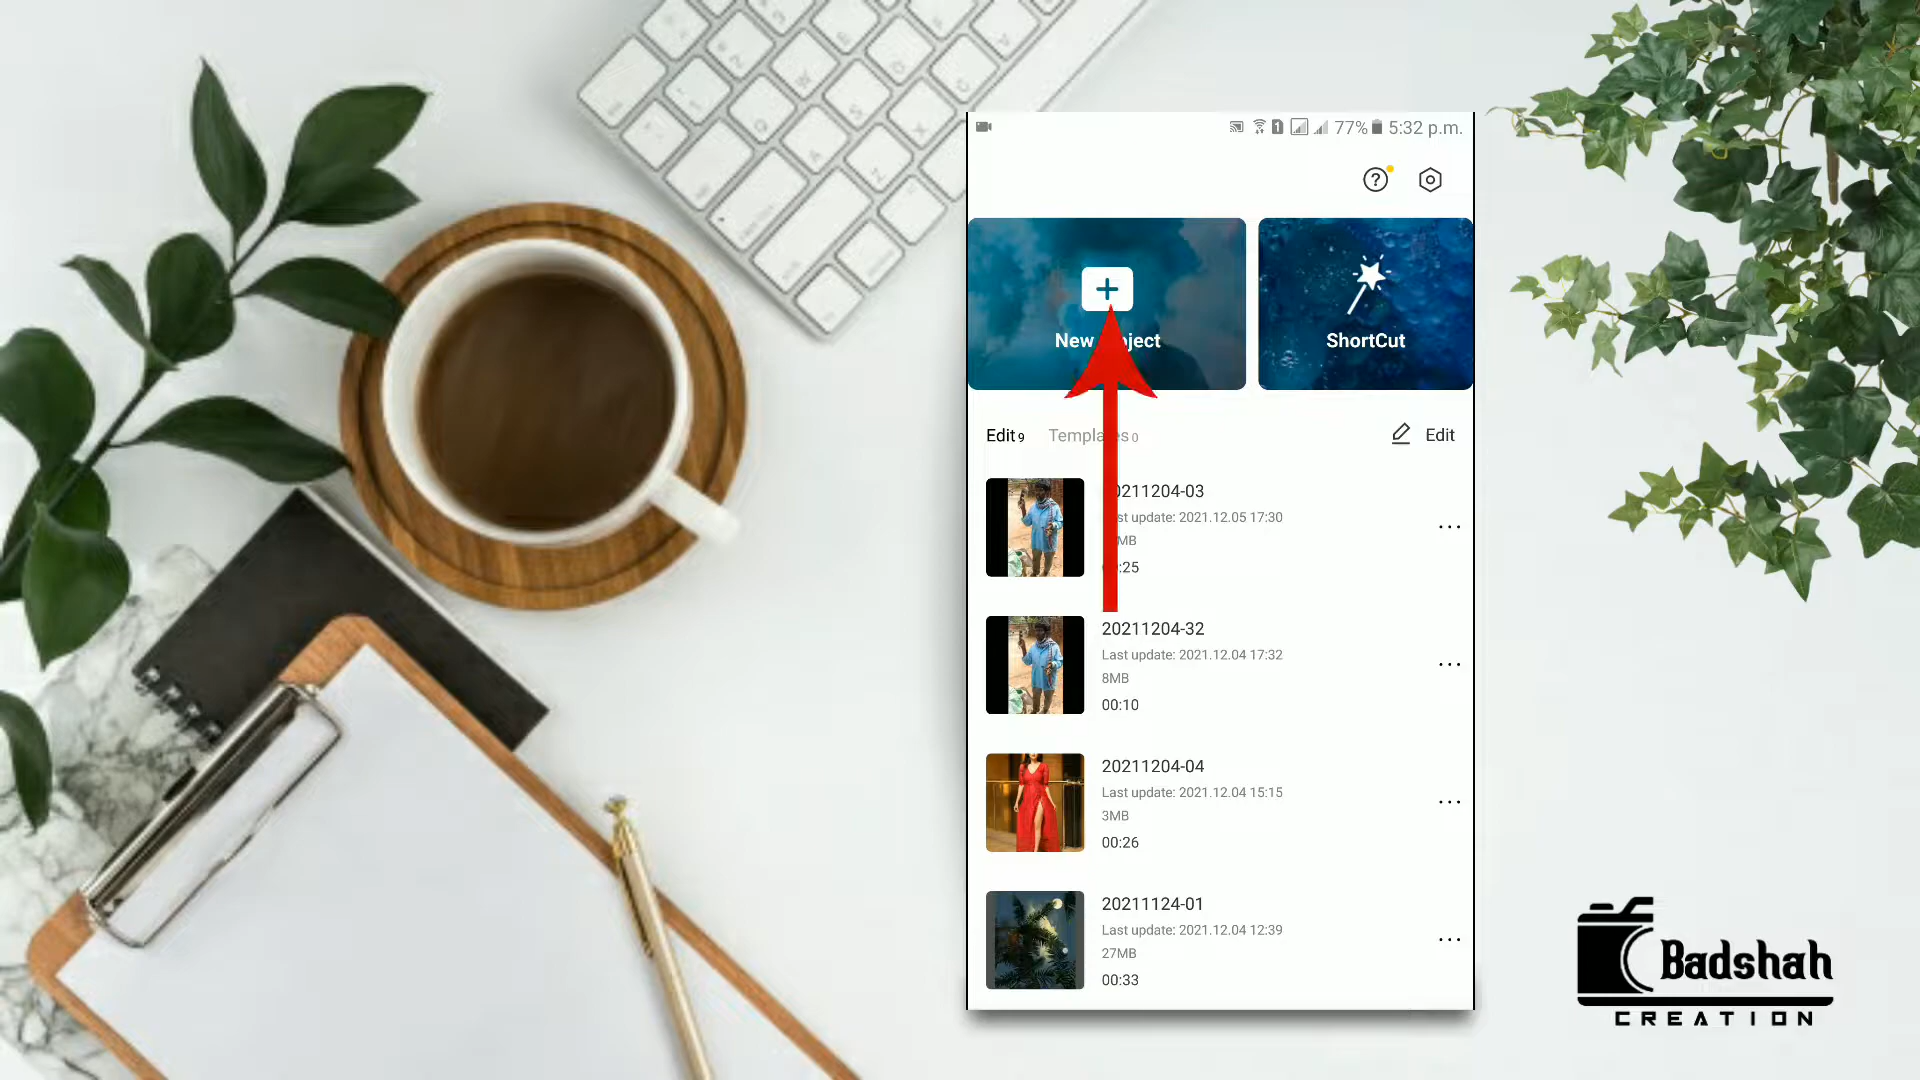 77% 5:32 p.m.
New ject
ShortCut
Edit 9
Templates 0
Edit
0211204-03
Last update: 2021.12.05 17:30
MB
:25
20211204-32
Last update: 2021.12.04 17:32
8MB
00:10
20211204-04
Last update: 2021.12.04 15:15
3MB
00:26
20211124-01
Last update: 2021.12.04 12:39
27MB
00:33
Badshah
CREATION